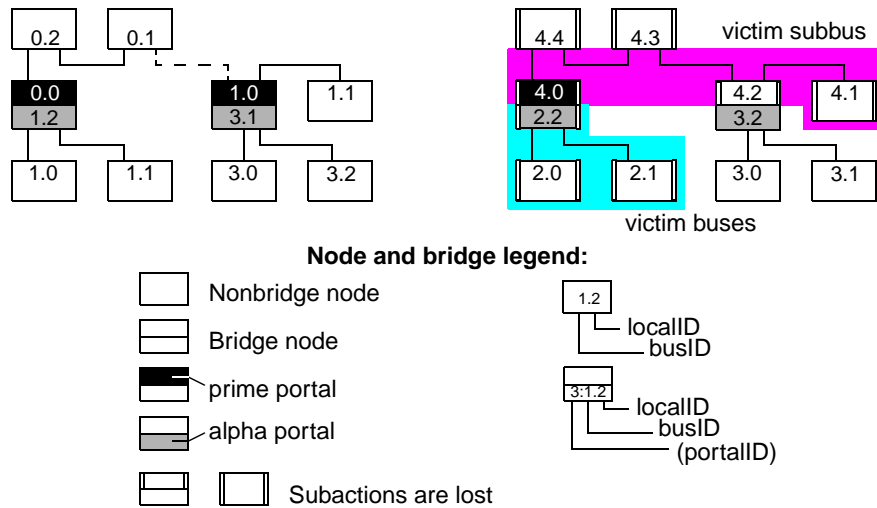 0.2 0.1 4.4 4.3 victim subbus
0.0 1.0 1.1 4.0 4.2 4.1
1.2 3.1 2.2 3.2
1.0 1.1 3.0 3.2 2.0 2.1 3.0 3.1
victim buses
Node and bridge legend:
Nonbridge node
1.2
localID
busID
Bridge node
prime portal
3:1.2
localID
busID
(portalID)
alpha portal
Subactions are lost